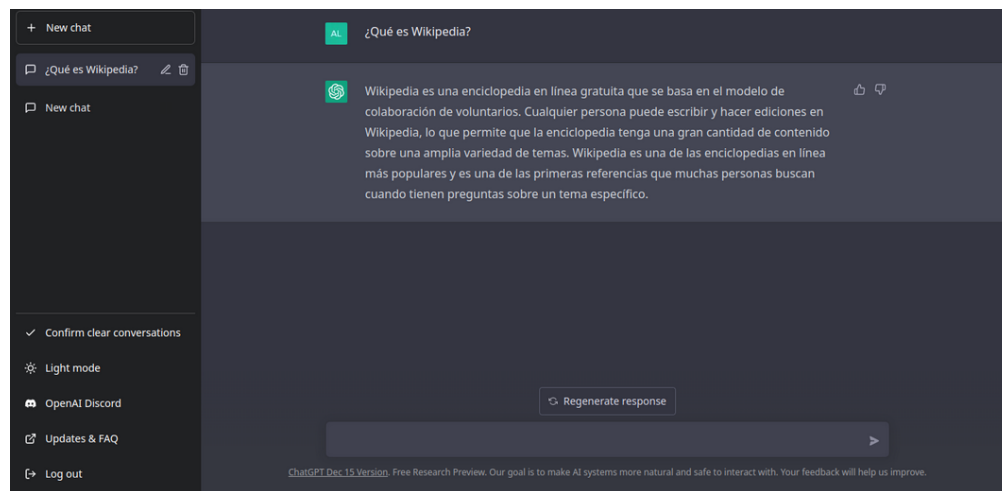 New chat
¿Qué es Wikipedia?
New chat
Confirm clear conversations
Light mode
OpenAI Discord
Updates & FAQ
Log out
AL
¿Qué es Wikipedia?
Wikipedia es una enciclopedia en línea gratuita que se basa en el modelo de
colaboración de voluntarios. Cualquier persona puede escribir y hacer ediciones en
Wikipedia, lo que permite que la enciclopedia tenga una gran cantidad de contenido
sobre una amplia variedad de temas. Wikipedia es una de las enciclopedias en línea
más populares y es una de las primeras referencias que muchas personas buscan
cuando tienen preguntas sobre un tema específico.
Regenerate response
ChatGPT Dec 15 Version. Free Research Preview. Our goal is to make AI systems more natural and safe to interact with. Your feedback will help us improve.